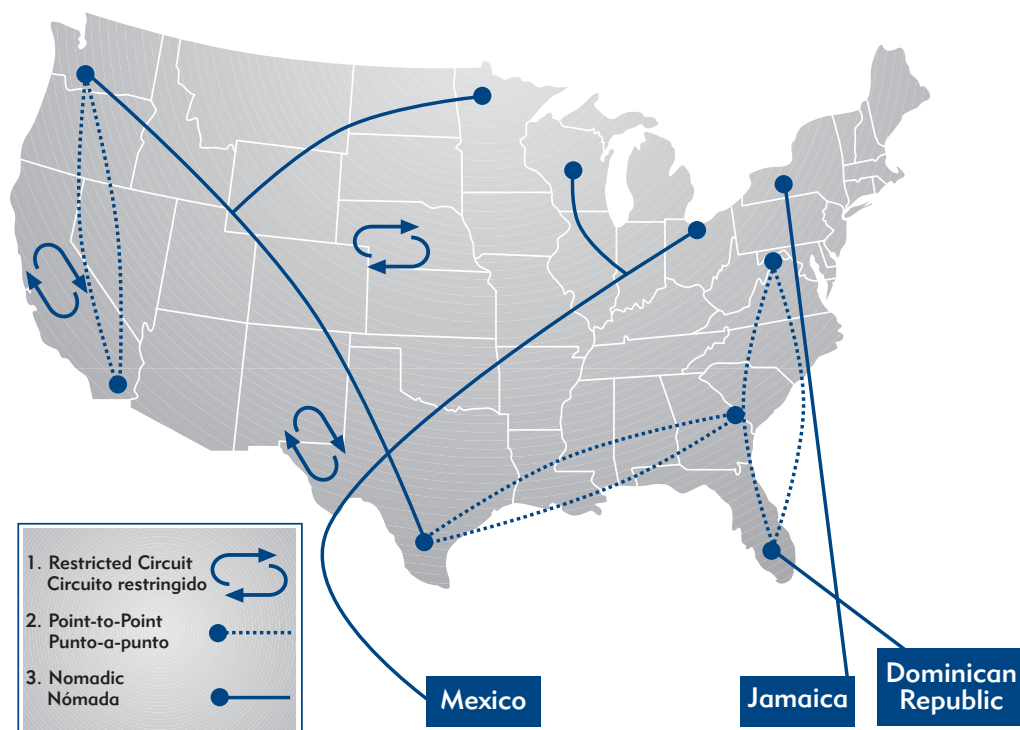 1. Restricted Circuit
Circuito restringido
2. Point-to-Point
Punto-a-punto
3. Nomadic
Nómada
Mexico
Jamaica
Dominican
Republic